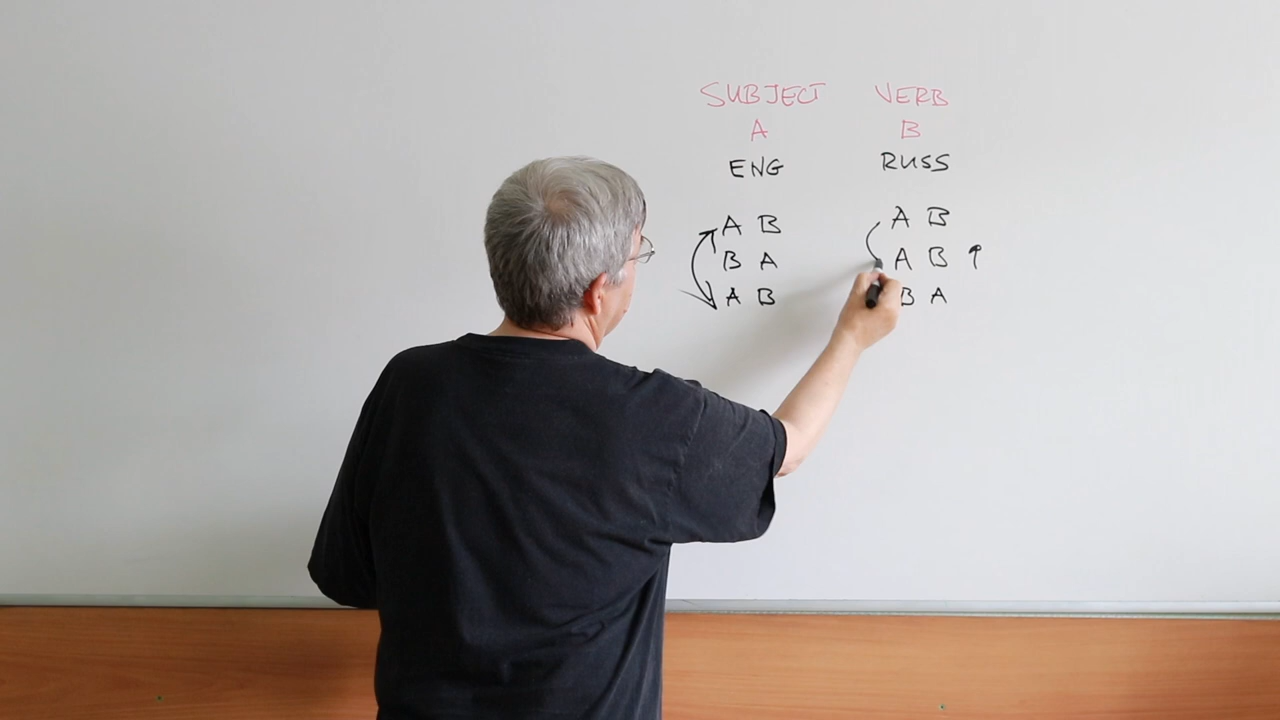 SUBJECT VERB
A B
ENG RUSS
A B A B
B A A B ↑
A B B A